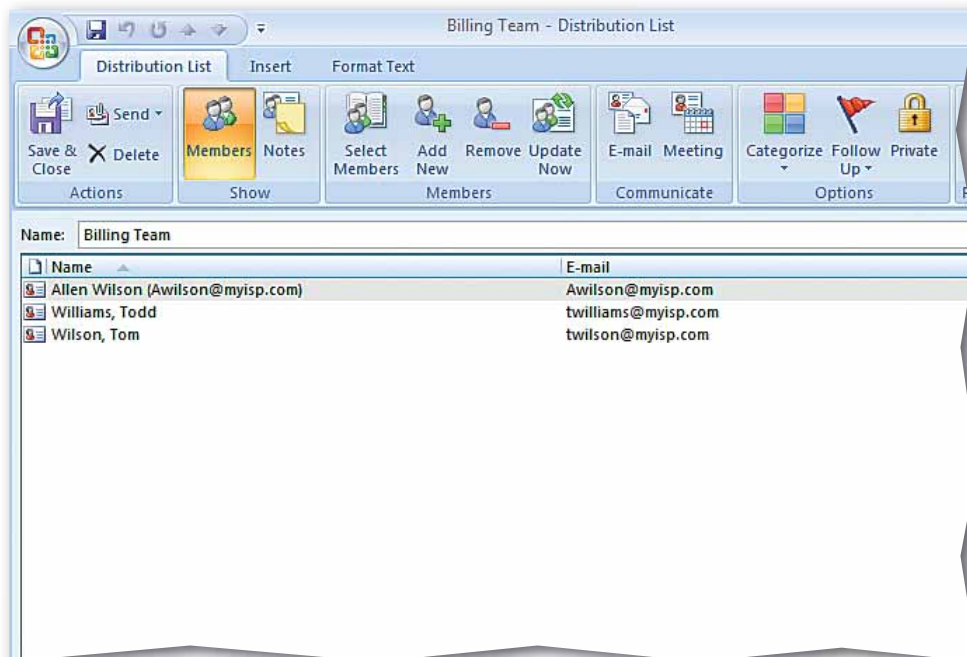 Billing Team - Distribution List
Distribution List Insert Format Text
Save & Close
Send
Delete
Members
Notes
Select Members
Add New
Remove
Update Now
E-mail
Meeting
Categorize
Follow Up
Private
Actions Show Members Communicate Options
Name: Billing Team
Name E-mail
Allen Wilson (Awilson@myisp.com) Awilson@myisp.com
Williams, Todd twilliams@myisp.com
Wilson, Tom twilson@myisp.com